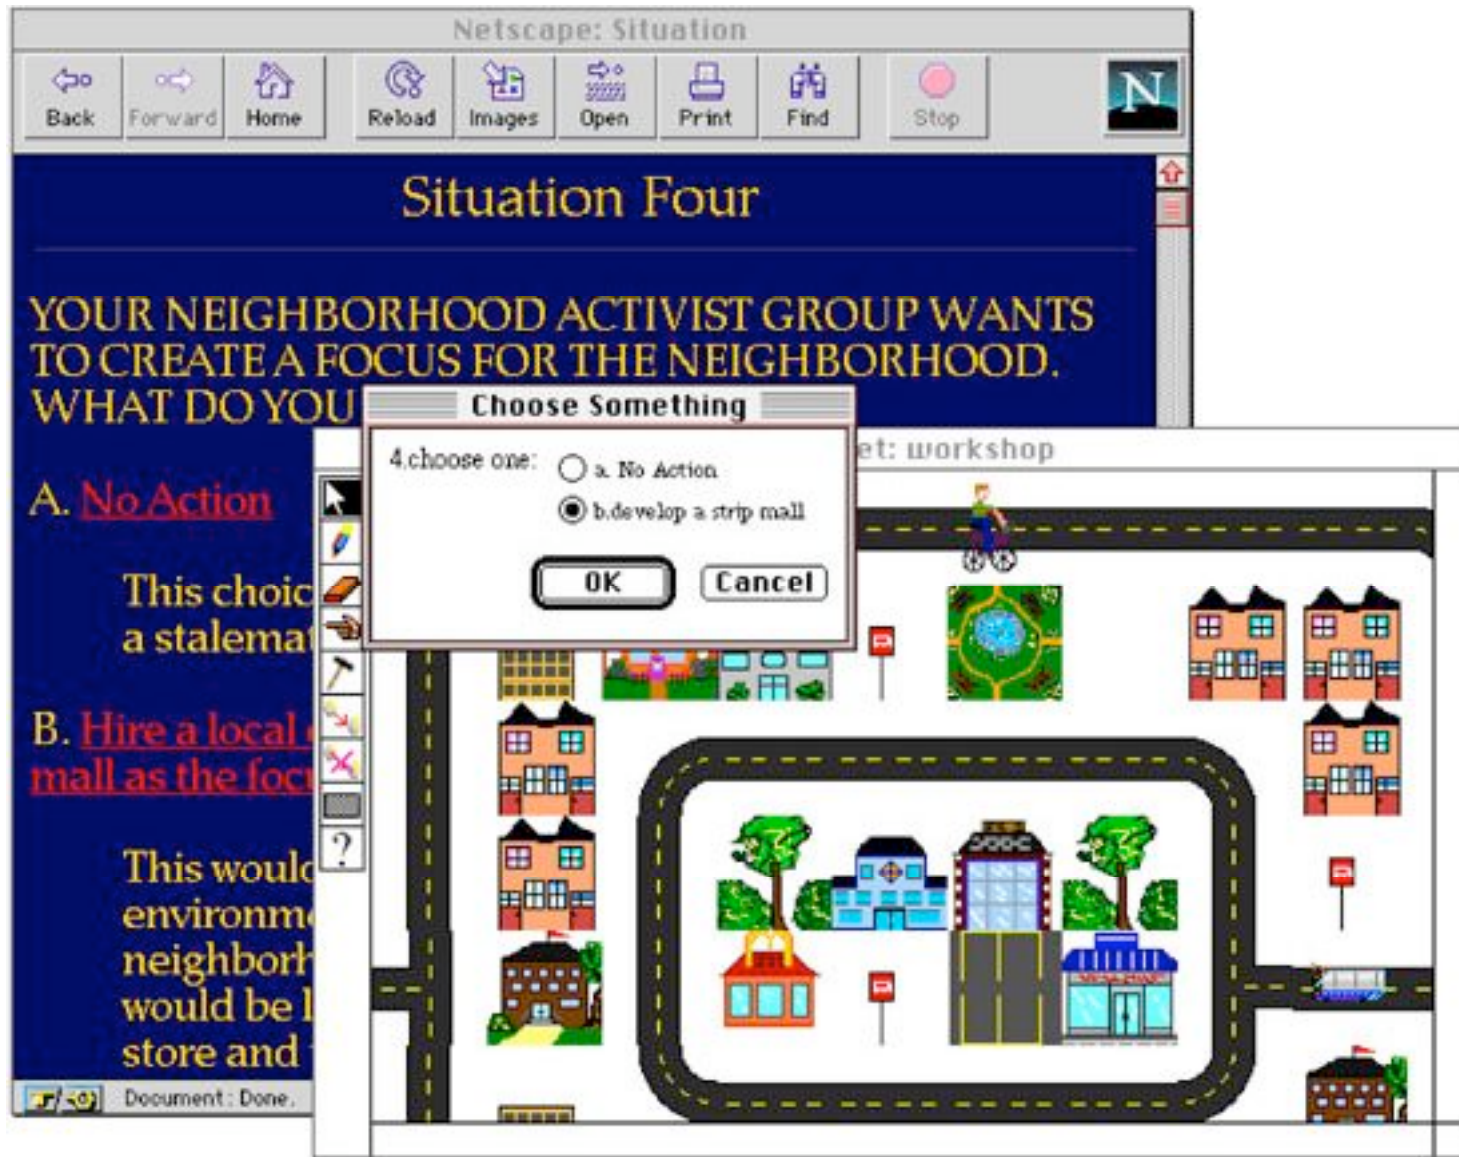 Netscape: Situation
Back Forward Home Reload Images Open Print Find Stop
N
Situation Four
YOUR NEIGHBORHOOD ACTIVIST GROUP WANTS
TO CREATE A FOCUS FOR THE NEIGHBORHOOD.
WHAT DO YOU
Choose Something
4.choose one:
a. No Action
b.develop a strip mall
OK Cancel
et: workshop
A. No Action
This choic
a stalemat
B. Hire a local
mall as the focu
?
This would
environme
neighborh
would be l
store and
Document: Done.